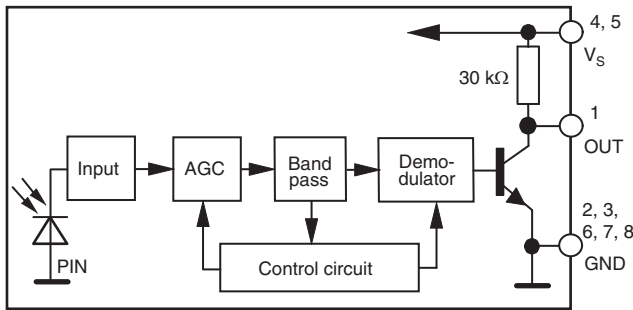 4, 5
V_S
30 kΩ
1
OUT
Input
AGC
Band
pass
Demo-
dulator
2, 3,
6, 7, 8
GND
PIN
Control circuit